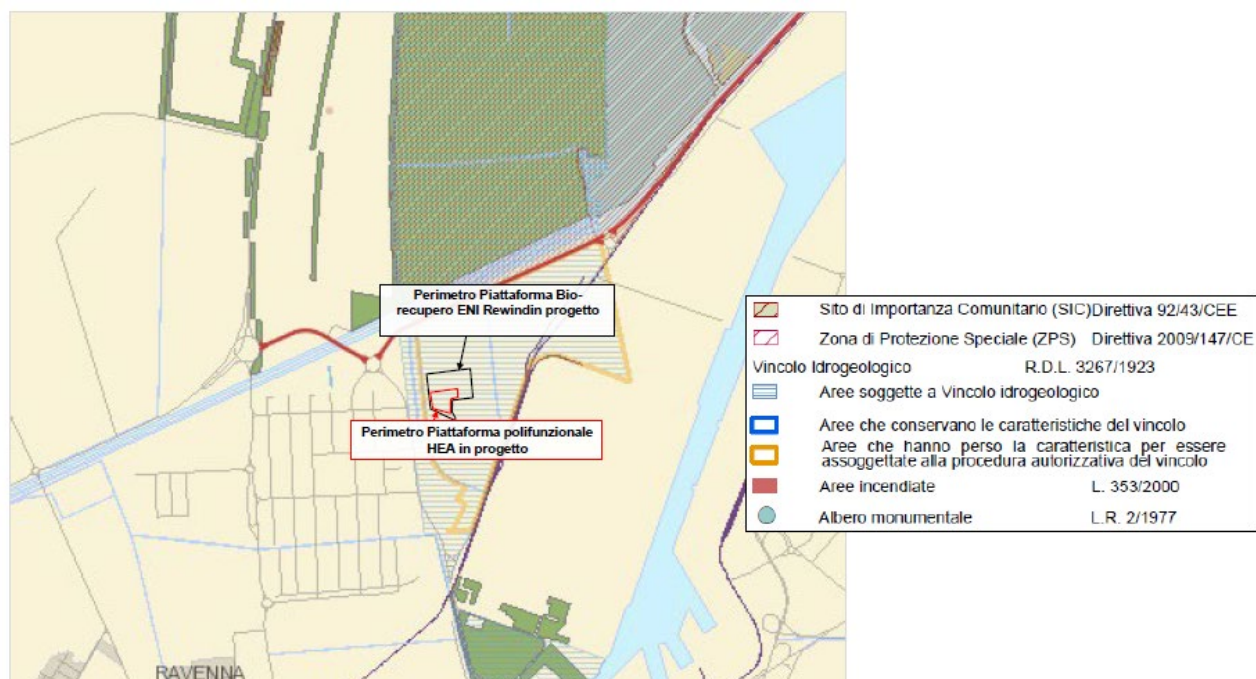 Perimetro Piattaforma Bio-
recupero ENI Rewindin progetto
Perimetro Piattaforma polifunzionale
HEA in progetto
RAVENNA
Sito di Importanza Comunitario (SIC)Direttiva 92/43/CEE
Zona di Protezione Speciale (ZPS) Direttiva 2009/147/CE
Vincolo Idrogeologico R.D.L. 3267/1923
Aree soggette a Vincolo idrogeologico
Aree che conservano le caratteristiche del vincolo
Aree che hanno perso la caratteristica per essere
assoggettate alla procedura autorizzativa del vincolo
Aree incendiate L. 353/2000
Albero monumentale L.R. 2/1977